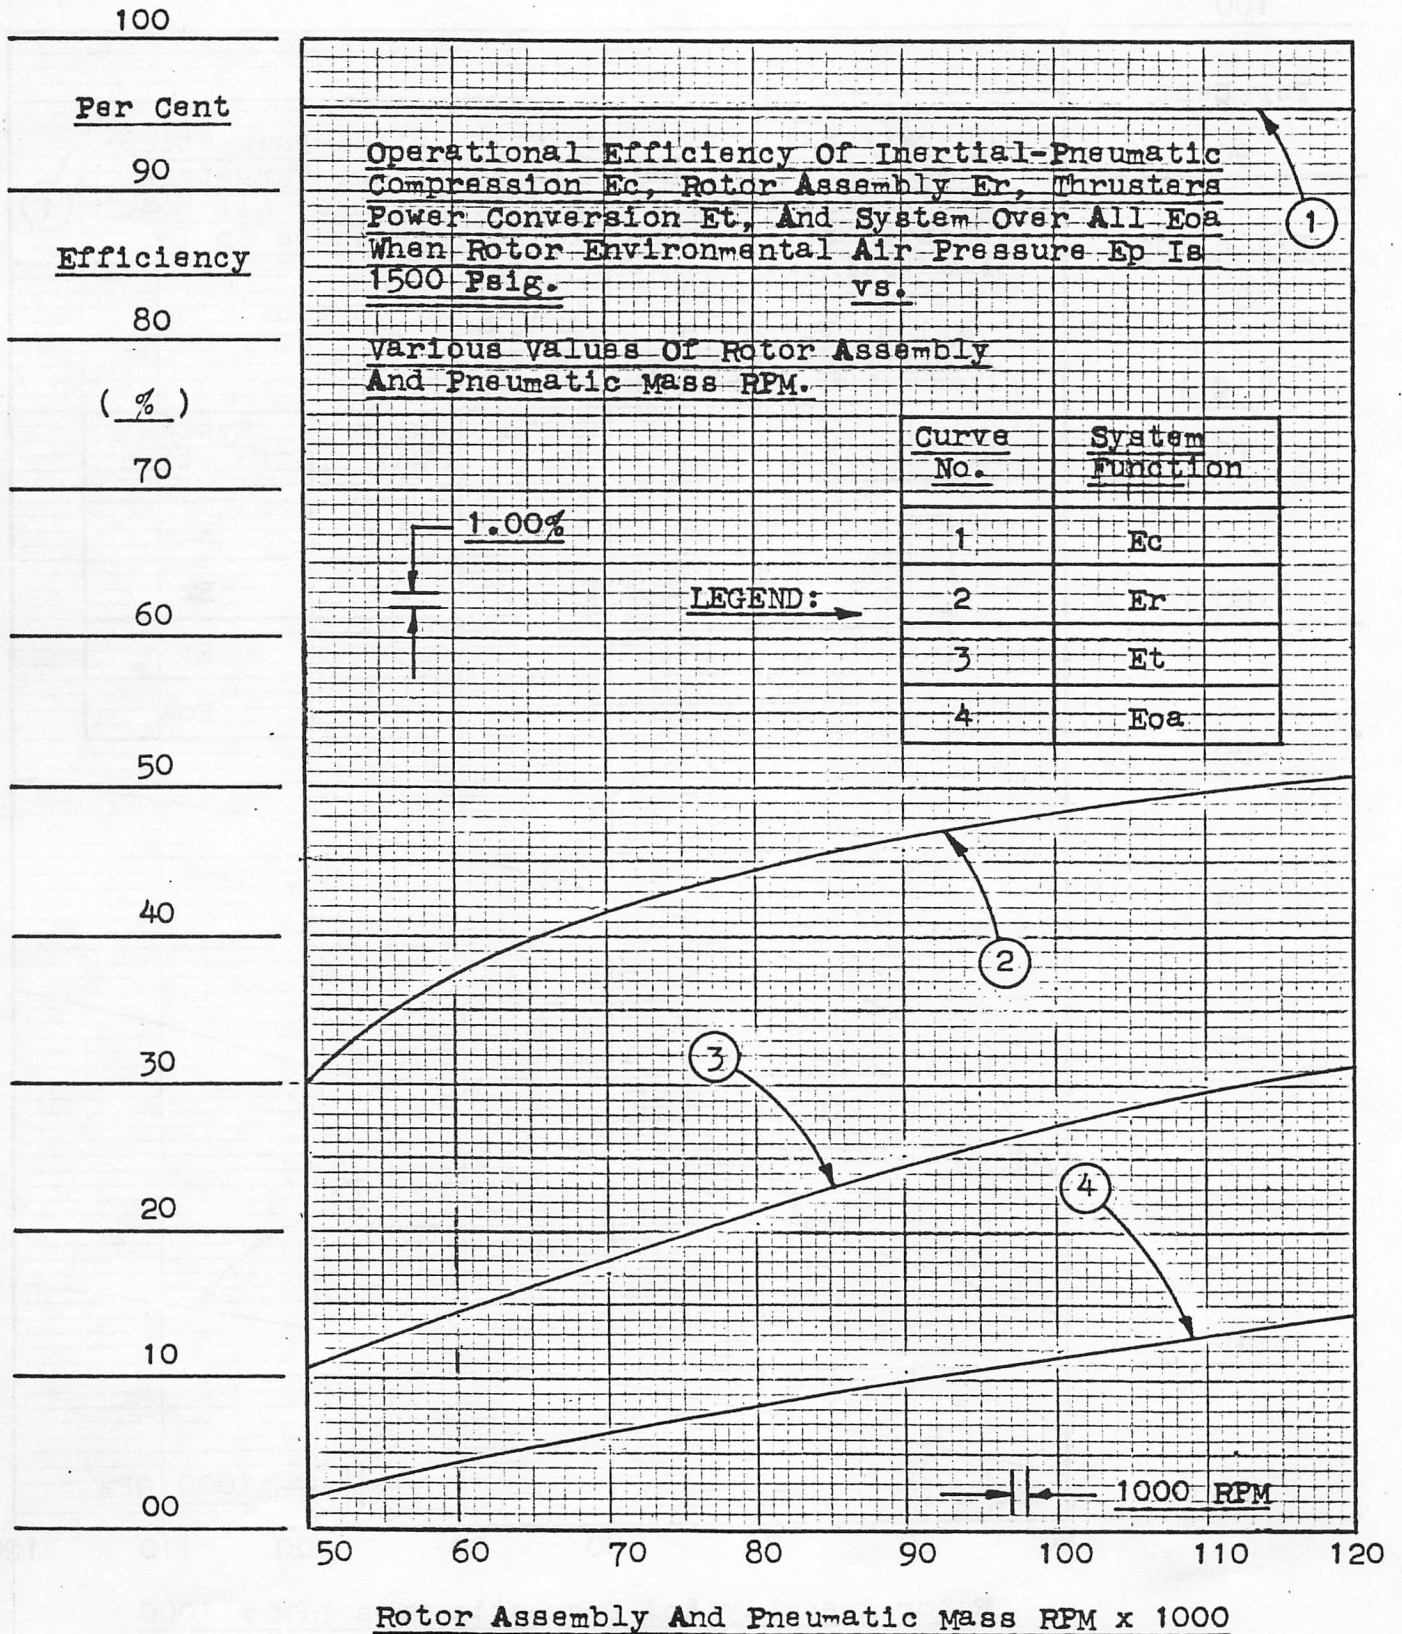 100
Per Cent
90
Efficiency
80
( % )
70
60
50
40
30
20
10
00
Operational Efficiency Of Inertial-Pneumatic
Compression Ec, Rotor Assembly Er, Thrusters
Power Conversion Et, And System Over All Eoa
When Rotor Environmental Air Pressure Ep Is
1500 Psig. vs.
Various Values Of Rotor Assembly
And Pneumatic Mass RPM.
1
Curve No. System Function
1 Ec
2 Er
3 Et
4 Eoa
1.00%
LEGEND:
2
3
4
1000 RPM
50 60 70 80 90 100 110 120
Rotor Assembly And Pneumatic Mass RPM x 1000